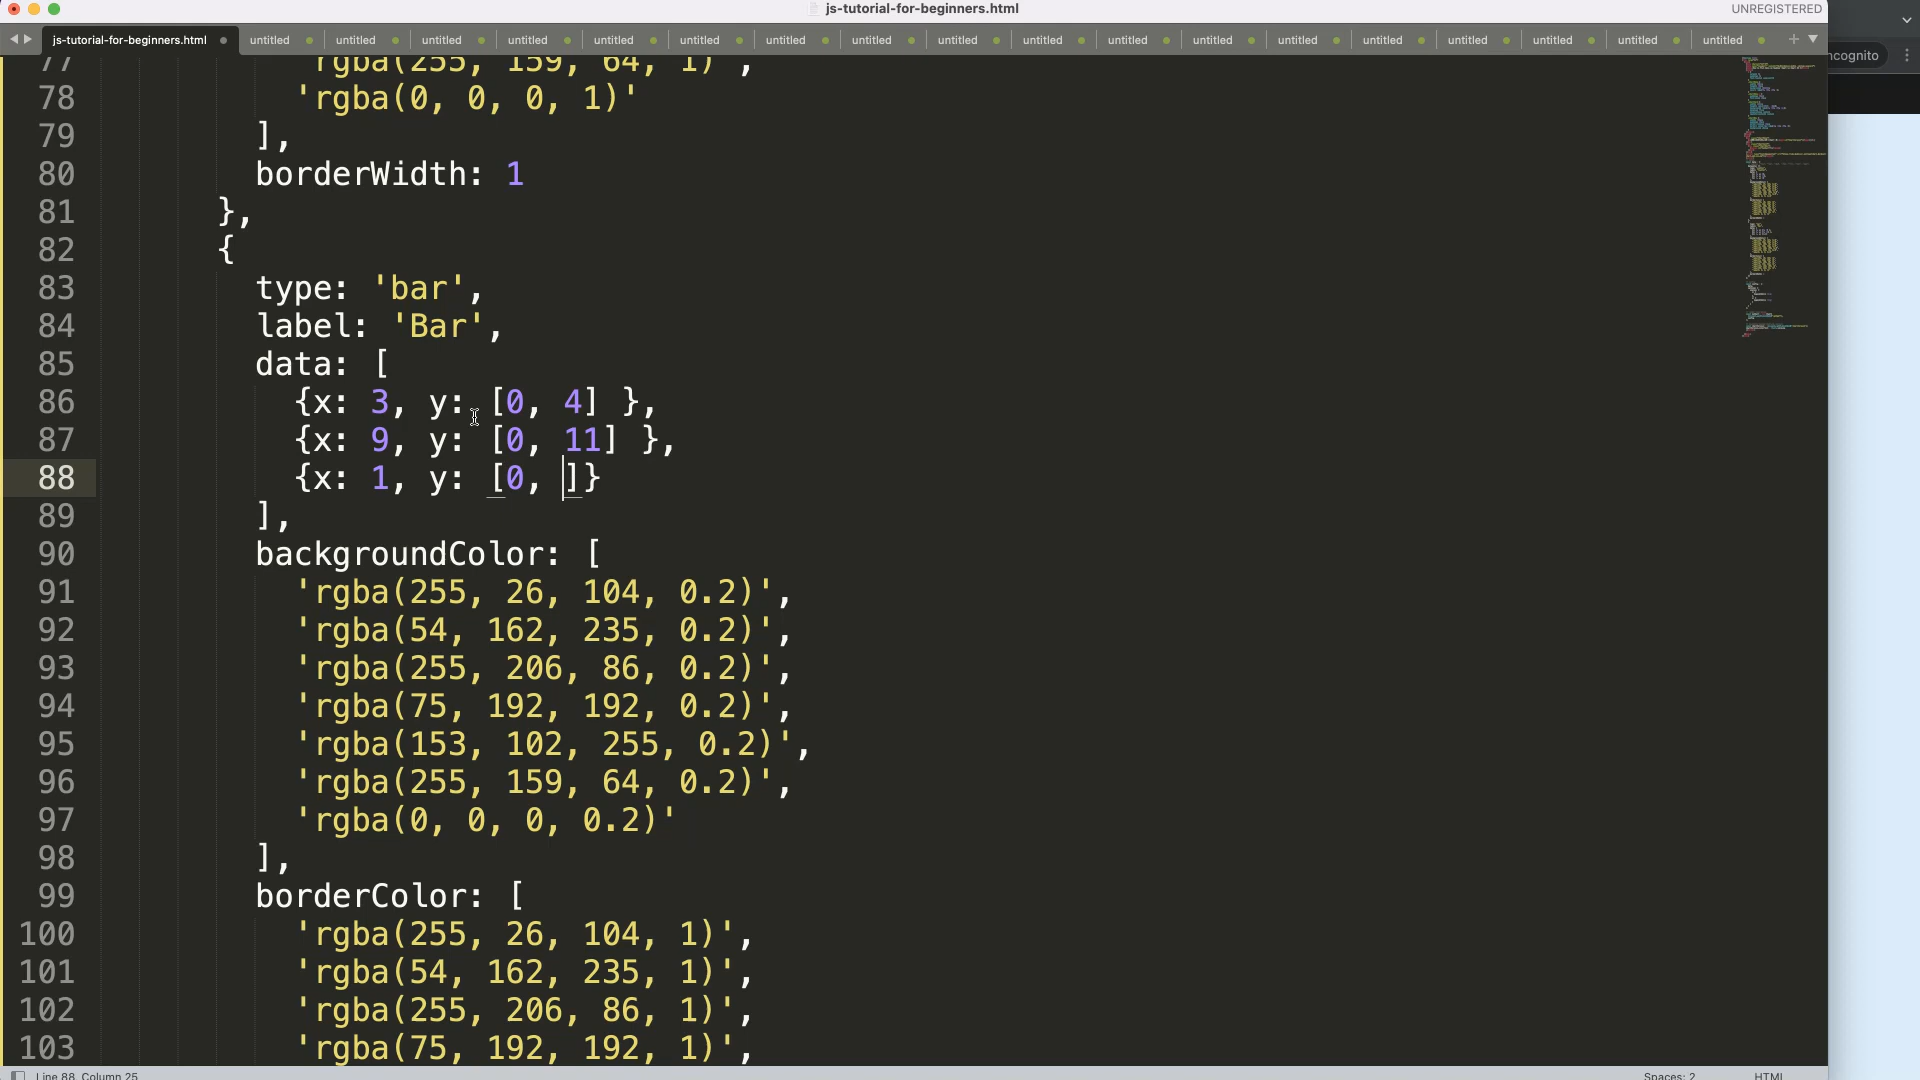 js-tutorial-for-beginners.html
UNREGISTERED
js-tutorial-for-beginners.html untitled untitled untitled untitled untitled untitled untitled untitled untitled untitled untitled untitled untitled untitled untitled untitled untitled untitled
ncognito
77 'rgba(255, 159, 64, 1)',
78 'rgba(0, 0, 0, 1)'
79 ],
80 borderWidth: 1
81 },
82 {
83 type: 'bar',
84 label: 'Bar',
85 data: [
86 {x: 3, y: [0, 4] },
87 {x: 9, y: [0, 11] },
88 {x: 1, y: [0, ]}
89 ],
90 backgroundColor: [
91 'rgba(255, 26, 104, 0.2)',
92 'rgba(54, 162, 235, 0.2)',
93 'rgba(255, 206, 86, 0.2)',
94 'rgba(75, 192, 192, 0.2)',
95 'rgba(153, 102, 255, 0.2)',
96 'rgba(255, 159, 64, 0.2)',
97 'rgba(0, 0, 0, 0.2)'
98 ],
99 borderColor: [
100 'rgba(255, 26, 104, 1)',
101 'rgba(54, 162, 235, 1)',
102 'rgba(255, 206, 86, 1)',
103 'rgba(75, 192, 192, 1)',
Line 88, Column 25
Spaces: 2
HTML